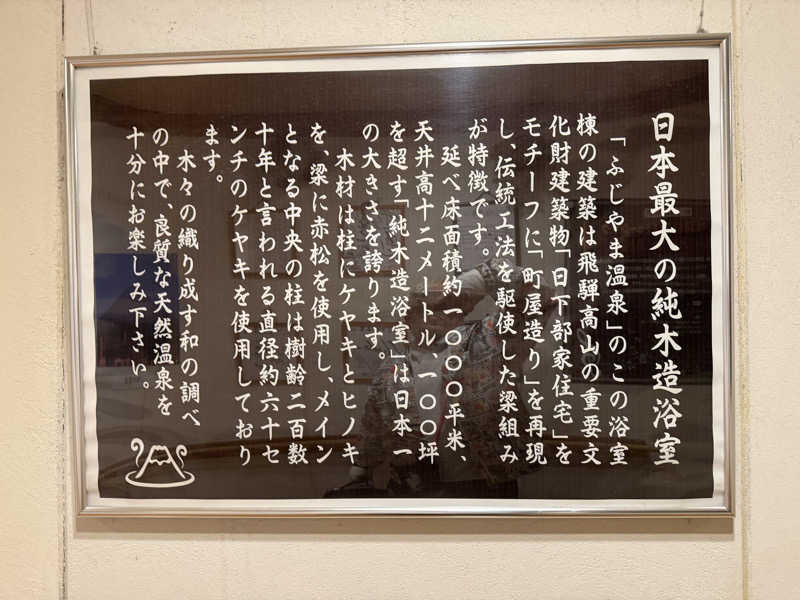 日本最大の純木造浴室
「ふじやま温泉」のこの浴室
棟の建築は飛騨高山の重要文
化財建築物「日下部家住宅」を
モチーフに「町屋造り」を再現
し、伝統工法を駆使した梁組み
が特徴です。
延べ床面積約一〇〇〇平米、
天井高十二メートル、一〇〇坪
を超す「純木造浴室」は日本一
の大きさを誇ります。
木材は柱にケヤキとヒノキ
を、梁に赤松を使用し、メイン
となる中央の柱は樹齢二百数
十年と言われる直径約六十セ
ンチのケヤキを使用しており
ます。
木々の織り成す和の調べ
の中で、良質な天然温泉を
十分にお楽しみ下さい。